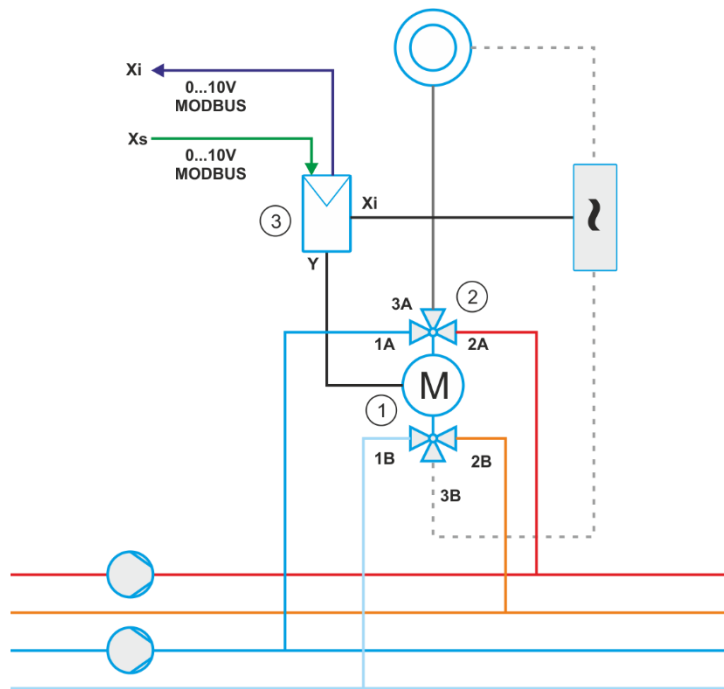 Xi
0...10V
MODBUS
Xs
0...10V
MODBUS
Xi
3
Y
~
3A
2
1A
2A
M
1
1B
2B
3B